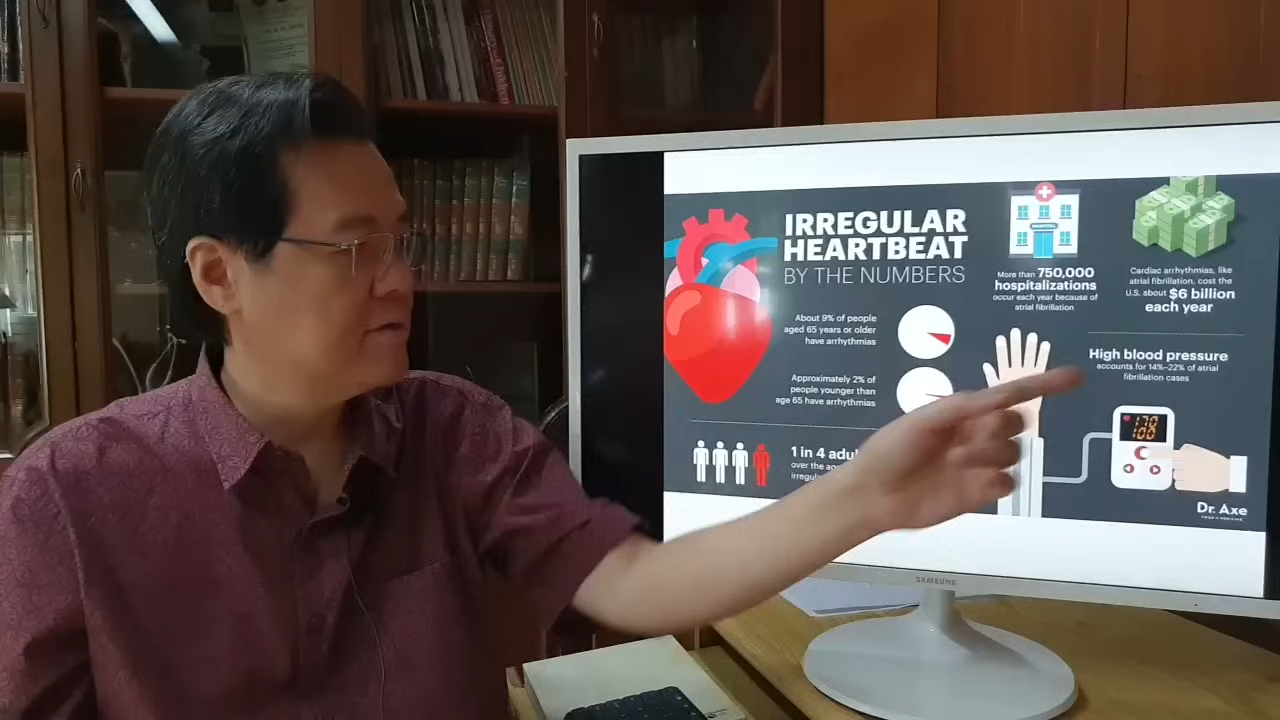 IRREGULAR
HEARTBEAT
BY THE NUMBERS
More than 750,000
hospitalizations
occur each year because of
atrial fibrillation
Cardiac arrhythmias, like
atrial fibrillation, cost the
U.S. about $6 billion
each year
About 9% of people
aged 65 years or older
have arrhythmias
Approximately 2% of
people younger than
age 65 have arrhythmias
High blood pressure
accounts for 14%-22% of atrial
fibrillation cases
1 in 4
over the
Dr. Axe
SAMSUNG